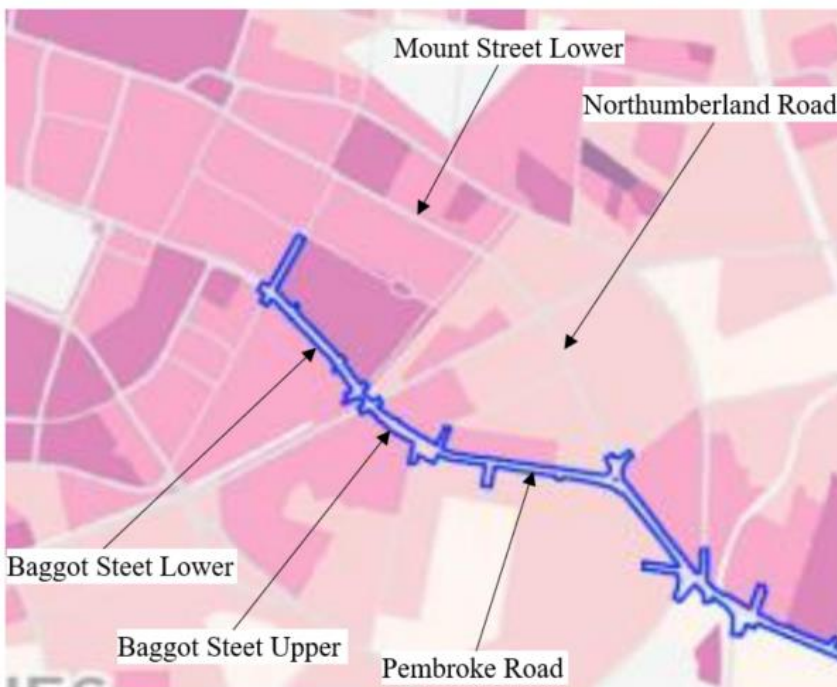 Mount Street Lower
Northumberland Road
Baggot Steet Lower
Baggot Steet Upper
Pembroke Road